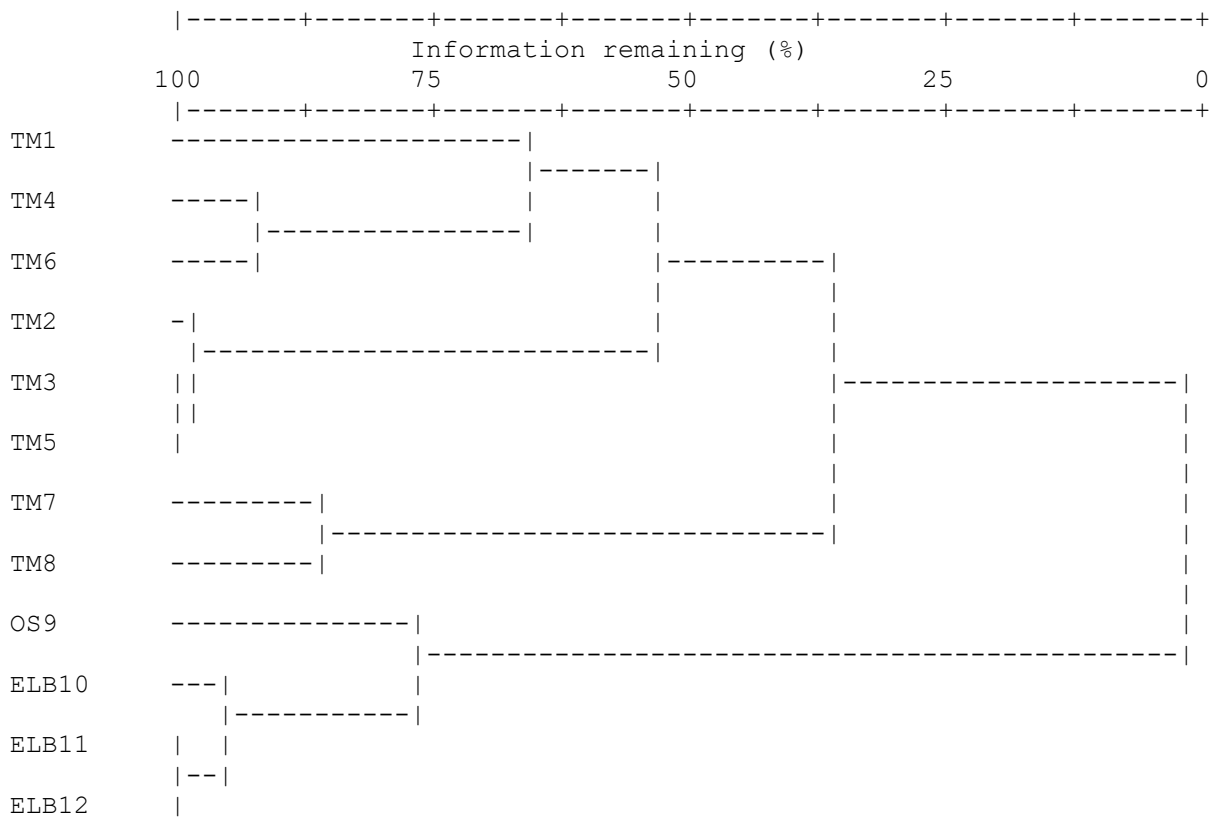 Information remaining (%)
100 75 50 25 0
TM1
TM4
TM6
TM2
TM3
TM5
TM7
TM8
OS9
ELB10
ELB11
ELB12